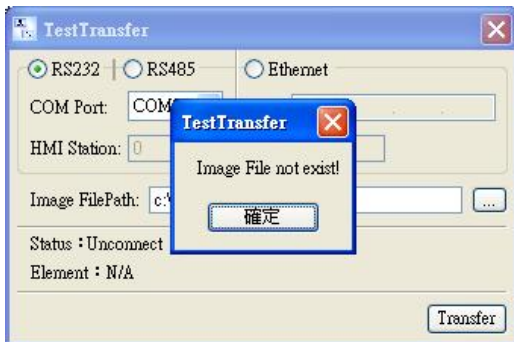 TestTransfer
RS232 RS485 Ethernet
COM Port:
TestTransfer
HMI Station: 0
Image File not exist!
Image FilePath: c:\ ...
確定
Status：Unconnect
Element：N/A
Transfer